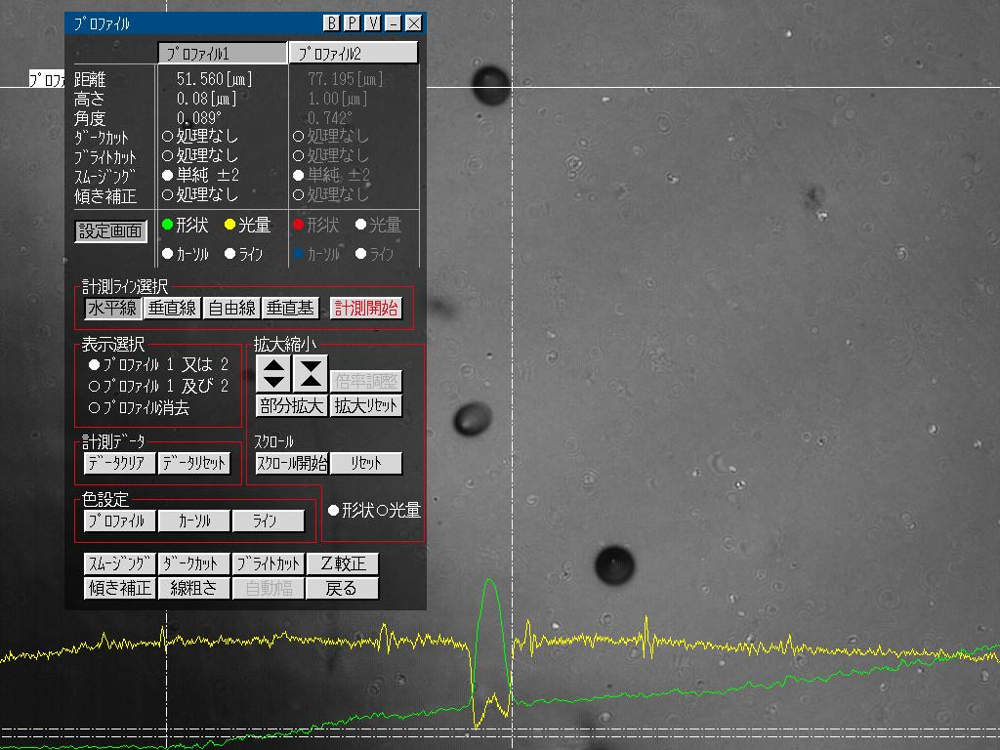 ﾌﾟﾛﾌｧｲﾙ B P V
ﾌﾟﾛﾌｧｲﾙ1 ﾌﾟﾛﾌｧｲﾙ2
ﾌﾟﾛﾌ
距離 51.560[㎛] 77.195[㎛]
高さ 0.08[㎛] 1.00[㎛]
角度 0.089° 0.742°
ﾀﾞｰｸｶｯﾄ ○処理なし ○処理なし
ﾌﾞﾗｲﾄｶｯﾄ ○処理なし ○処理なし
ｽﾑｰｼﾞﾝｸﾞ ●単純 ±2 ●単純 ±2
傾き補正 ○処理なし ○処理なし
設定画面 ●形状 ●光量 ●形状 ●光量
●ｶｰｿﾙ ●ﾗｲﾝ ●ｶｰｿﾙ ●ﾗｲﾝ
計測ﾗｲﾝ選択
水平線 垂直線 自由線 垂直基 計測開始
表示選択
●ﾌﾟﾛﾌｧｲﾙ 1 又は 2
○ﾌﾟﾛﾌｧｲﾙ 1 及び 2
○ﾌﾟﾛﾌｧｲﾙ消去
拡大縮小
倍率調整
部分拡大 拡大ﾘｾｯﾄ
計測ﾃﾞｰﾀ
ﾃﾞｰﾀｸﾘｱ ﾃﾞｰﾀﾘｾｯﾄ
ｽｸﾛｰﾙ
ｽｸﾛｰﾙ開始 ﾘｾｯﾄ
色設定
ﾌﾟﾛﾌｧｲﾙ ｶｰｿﾙ ﾗｲﾝ
●形状○光量
ｽﾑｰｼﾞﾝｸﾞ ﾀﾞｰｸｶｯﾄ ﾌﾞﾗｲﾄｶｯﾄ Ｚ較正
傾き補正 線粗さ 自動幅 戻る